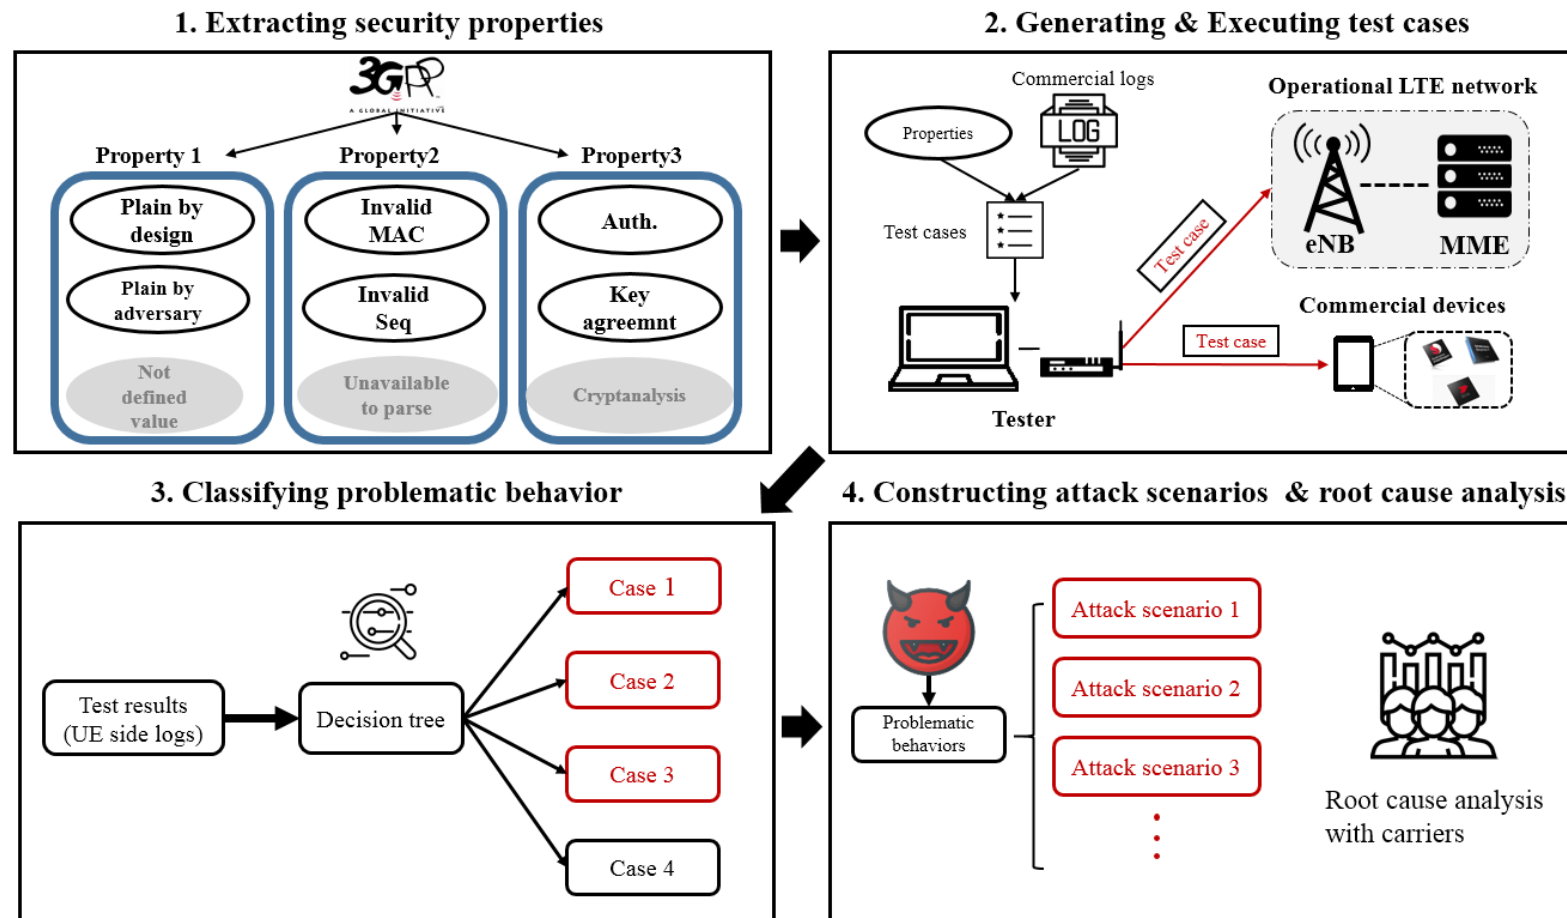 1. Extracting security properties
3GPP
A GLOBAL INITIATIVE
Property 1
Property2
Property3
Plain by
design
Plain by
adversary
Not
defined
value
Invalid
MAC
Invalid
Seq
Unavailable
to parse
Auth.
Key
agreemnt
Cryptanalysis
2. Generating & Executing test cases
Commercial logs
Properties
LOG
Test cases
Tester
Test case
Test case
Operational LTE network
eNB
MME
Commercial devices
3. Classifying problematic behavior
Test results
(UE side logs)
Decision tree
Case 1
Case 2
Case 3
Case 4
4. Constructing attack scenarios & root cause analysis
Problematic
behaviors
Attack scenario 1
Attack scenario 2
Attack scenario 3
Root cause analysis
with carriers